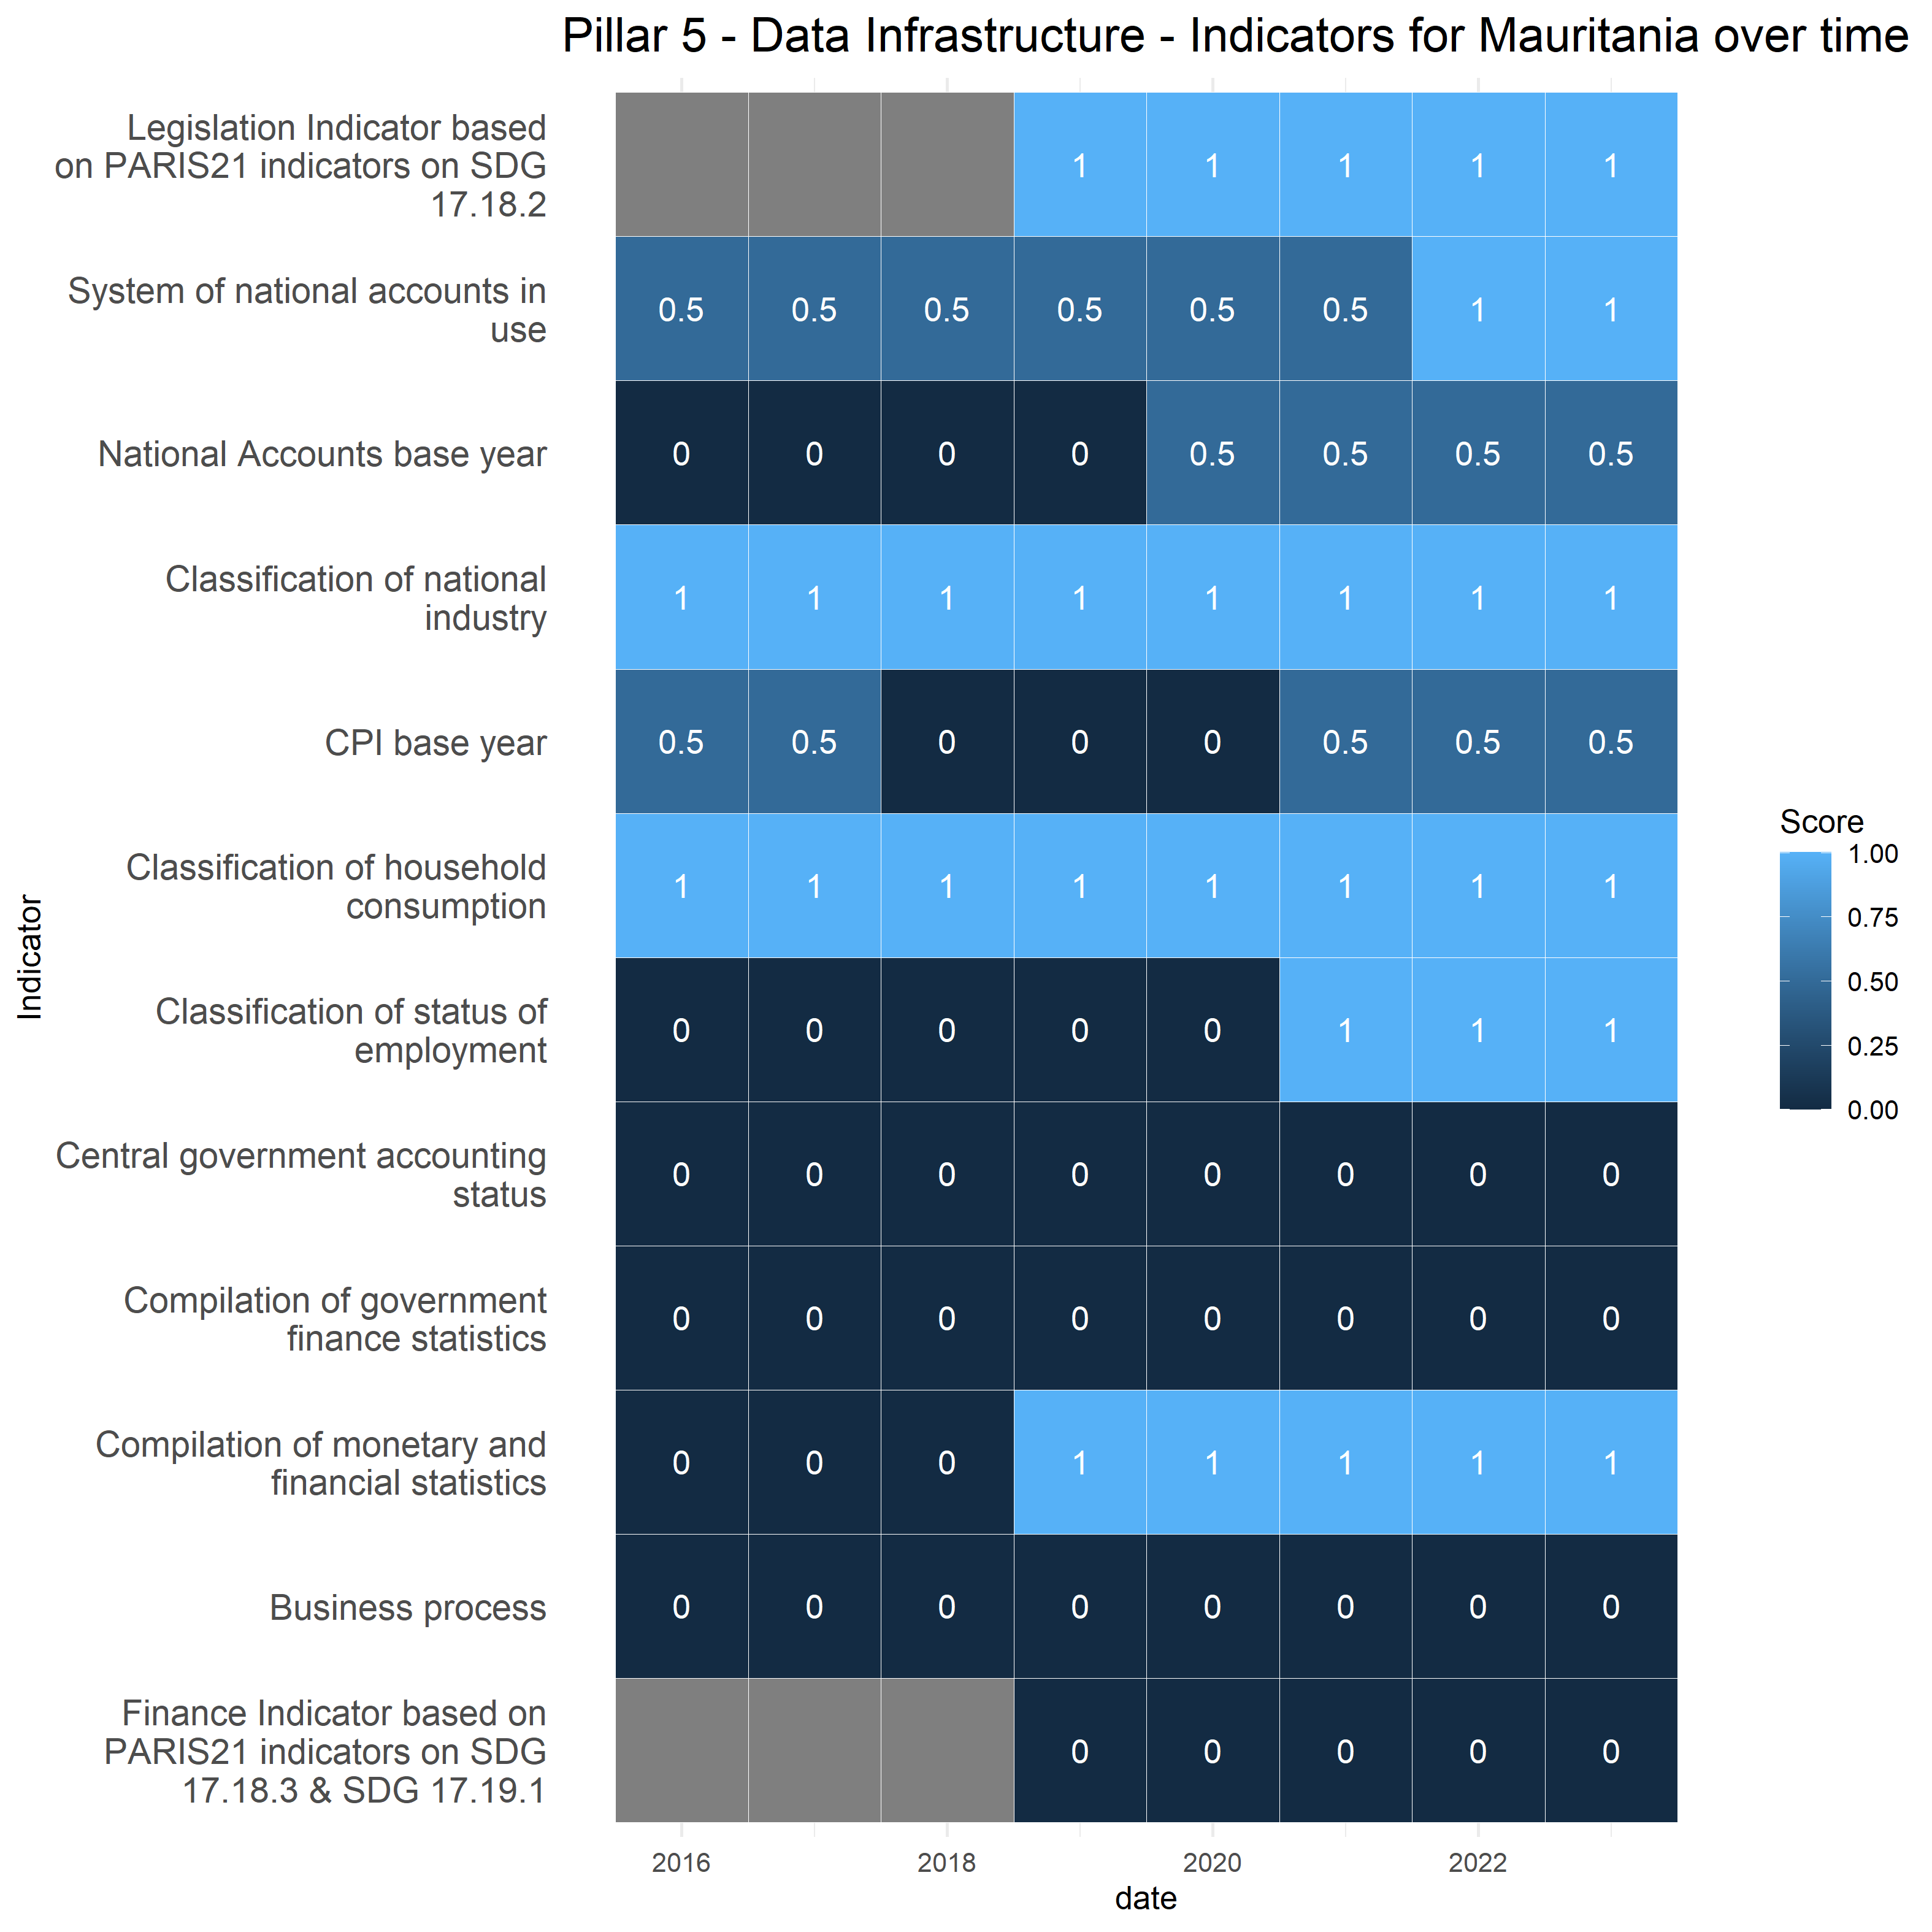 Pillar 5 - Data Infrastructure - Indicators for Mauritania over time
Legislation Indicator based
on PARIS21 indicators on SDG
17.18.2
1 1 1 1 1
System of national accounts in
use
0.5 0.5 0.5 0.5 0.5 0.5 1 1
National Accounts base year
0 0 0 0 0.5 0.5 0.5 0.5
Classification of national
industry
1 1 1 1 1 1 1 1
CPI base year
0.5 0.5 0 0 0 0.5 0.5 0.5
Classification of household
consumption
1 1 1 1 1 1 1 1
Classification of status of
employment
0 0 0 0 0 1 1 1
Central government accounting
status
0 0 0 0 0 0 0 0
Compilation of government
finance statistics
0 0 0 0 0 0 0 0
Compilation of monetary and
financial statistics
0 0 0 1 1 1 1 1
Business process
0 0 0 0 0 0 0 0
Finance Indicator based on
PARIS21 indicators on SDG
17.18.3 & SDG 17.19.1
0 0 0 0 0
Indicator
2016 2018 2020 2022
date
Score
1.00
0.75
0.50
0.25
0.00